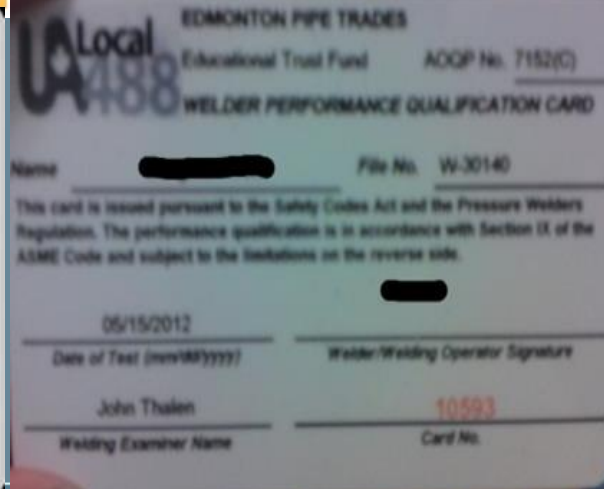 UA Local 488
EDMONTON PIPE TRADES
Educational Trust Fund AOQP No. 7152(C)
WELDER PERFORMANCE QUALIFICATION CARD
Name File No. W-30140
This card is issued pursuant to the Safety Codes Act and the Pressure Welders
Regulation. The performance qualification is in accordance with Section IX of the
ASME Code and subject to the limitations on the reverse side.
05/15/2012
Date of Test (mm/dd/yyyy) Welder/Welding Operator Signature
John Thalen 10593
Welding Examiner Name Card No.